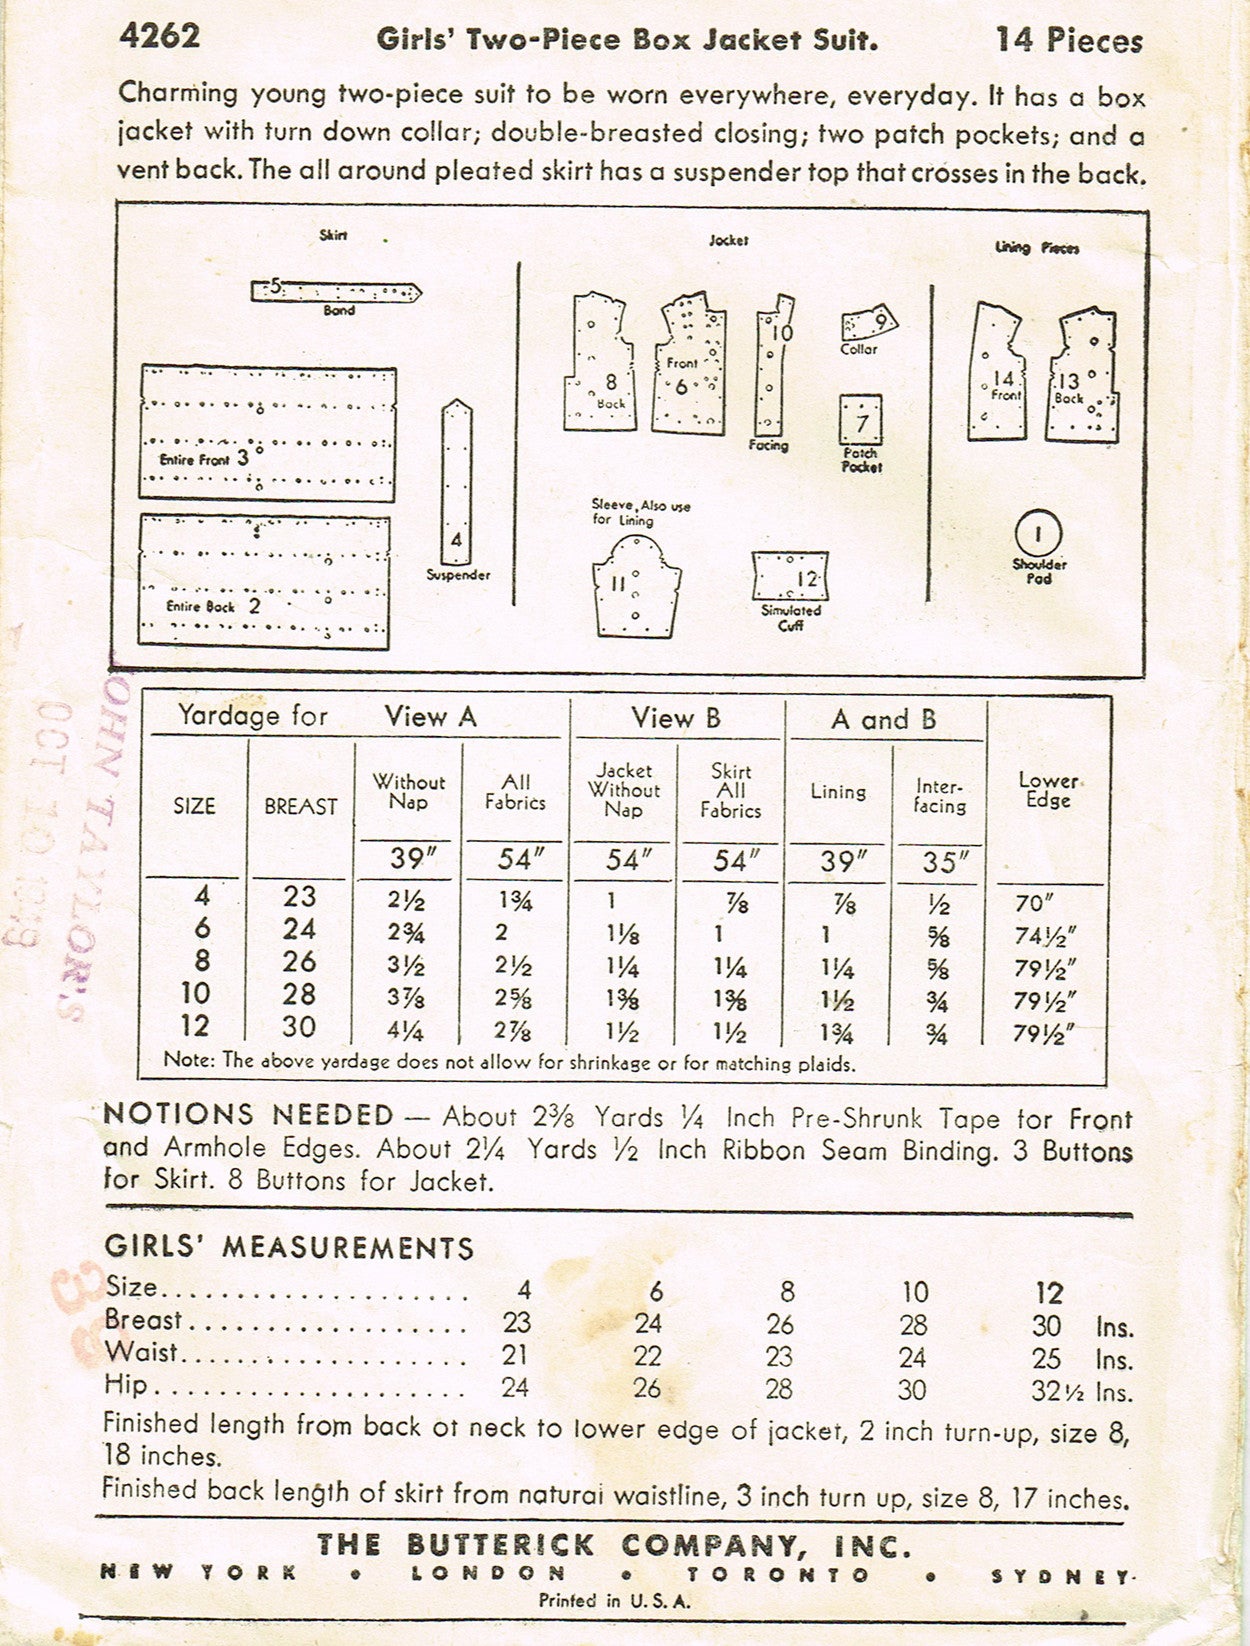 4262 Girls' Two-Piece Box Jacket Suit. 14 Pieces
Charming young two-piece suit to be worn everywhere, everyday. It has a box
jacket with turn down collar; double-breasted closing; two patch pockets; and a
vent back. The all around pleated skirt has a suspender top that crosses in the back.
Skirt
5
Band
Entire Front 3
Entire Back 2
4
Suspender
Jacket
8
Back
Front
6
10
Facing
9
Collar
7
Patch
Pocket
Sleeve, Also use
for Lining
11
12
Simulated
Cuff
Lining Pieces
14
Front
13
Back
1
Shoulder
Pad
Yardage for View A View B A and B
SIZE BREAST Without Nap All Fabrics Jacket Without Nap Skirt All Fabrics Lining Inter-facing Lower Edge
39" 54" 54" 54" 39" 35"
4 23 2½ 1¾ 1 ⅞ ⅞ ½ 70"
6 24 2¾ 2 1⅛ 1 1 ⅝ 74½"
8 26 3½ 2½ 1¼ 1¼ 1¼ ⅝ 79½"
10 28 3⅞ 2⅝ 1⅜ 1⅜ 1½ ¾ 79½"
12 30 4¼ 2⅞ 1½ 1½ 1¾ ¾ 79½"
Note: The above yardage does not allow for shrinkage or for matching plaids.
NOTIONS NEEDED — About 2⅜ Yards ¼ Inch Pre-Shrunk Tape for Front
and Armhole Edges. About 2¼ Yards ½ Inch Ribbon Seam Binding. 3 Buttons
for Skirt. 8 Buttons for Jacket.
GIRLS' MEASUREMENTS
Size..................... 4 6 8 10 12
Breast.................. 23 24 26 28 30 Ins.
Waist................... 21 22 23 24 25 Ins.
Hip...................... 24 26 28 30 32½ Ins.
Finished length from back of neck to lower edge of jacket, 2 inch turn-up, size 8,
18 inches.
Finished back length of skirt from natural waistline, 3 inch turn up, size 8, 17 inches.
THE BUTTERICK COMPANY, INC.
NEW YORK • LONDON • TORONTO • SYDNEY
Printed in U. S. A.
JOHN TAYLOR'S
OCT 10